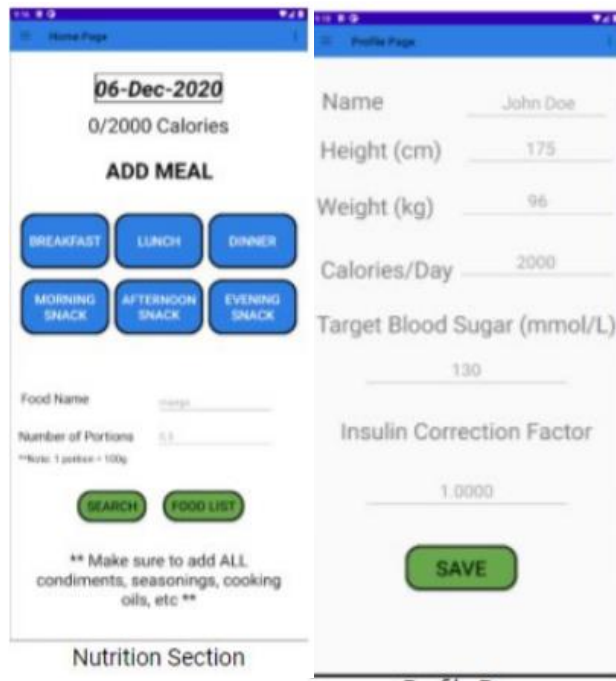 Home Page
06-Dec-2020
0/2000 Calories
ADD MEAL
BREAKFAST
LUNCH
DINNER
MORNING
SNACK
AFTERNOON
SNACK
EVENING
SNACK
Food Name
mango
Number of Portions
**Note: 1 portion = 100g
SEARCH
FOOD LIST
** Make sure to add ALL
condiments, seasonings, cooking
oils, etc **
Nutrition Section
Profile Page
Name
John Doe
Height (cm)
175
Weight (kg)
96
Calories/Day
2000
Target Blood Sugar (mmol/L)
130
Insulin Correction Factor
1.0000
SAVE